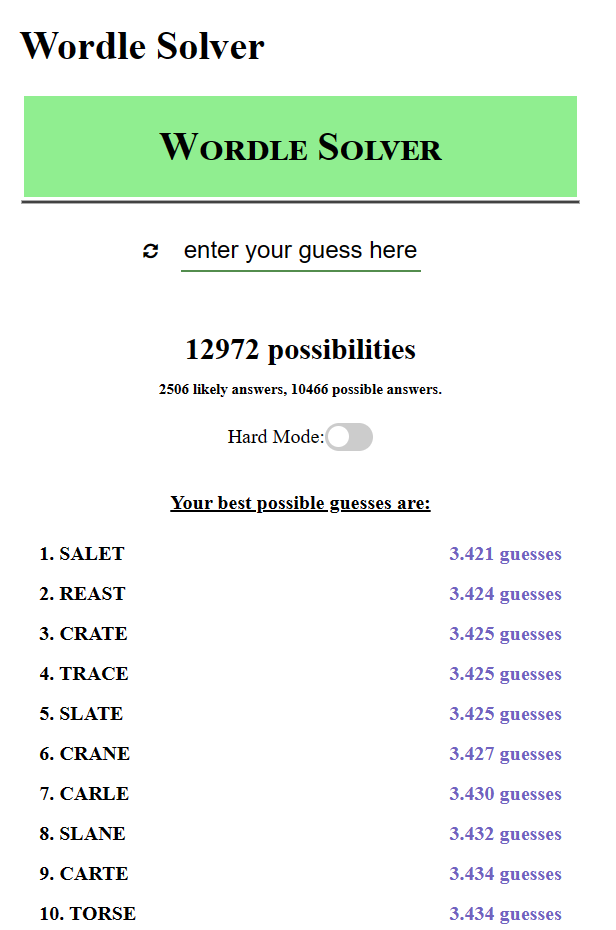 Wordle Solver
Wordle Solver
enter your guess here
12972 possibilities
2506 likely answers, 10466 possible answers.
Hard Mode:
Your best possible guesses are:
1. SALET 3.421 guesses
2. REAST 3.424 guesses
3. CRATE 3.425 guesses
4. TRACE 3.425 guesses
5. SLATE 3.425 guesses
6. CRANE 3.427 guesses
7. CARLE 3.430 guesses
8. SLANE 3.432 guesses
9. CARTE 3.434 guesses
10. TORSE 3.434 guesses